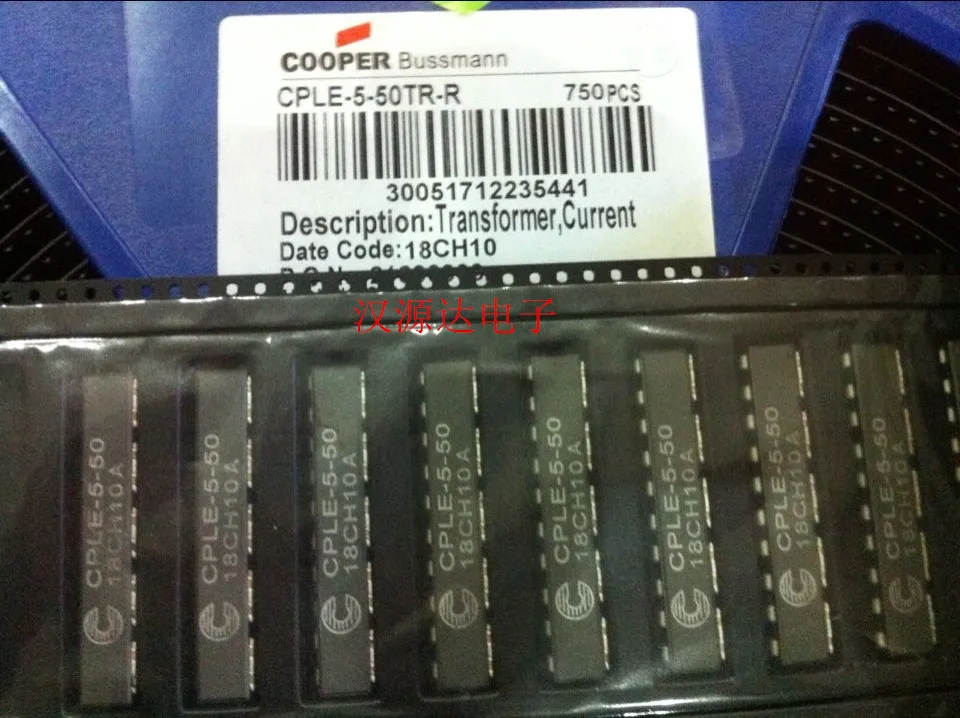 COOPER Bussmann
CPLE-5-50TR-R 750PCS
30051712235441
Description:Transformer,Current
Date Code:18CH10
汉源达电子
CPLE-5-50
18CH10A
CPLE-5-50
18CH10A
CPLE-5-50
18CH10A
CPLE-5-50
18CH10A
CPLE-5-50
18CH10A
CPLE-5-50
18CH10A
CPLE-5-50
18CH10A
CPLE-5-50
18CH10A